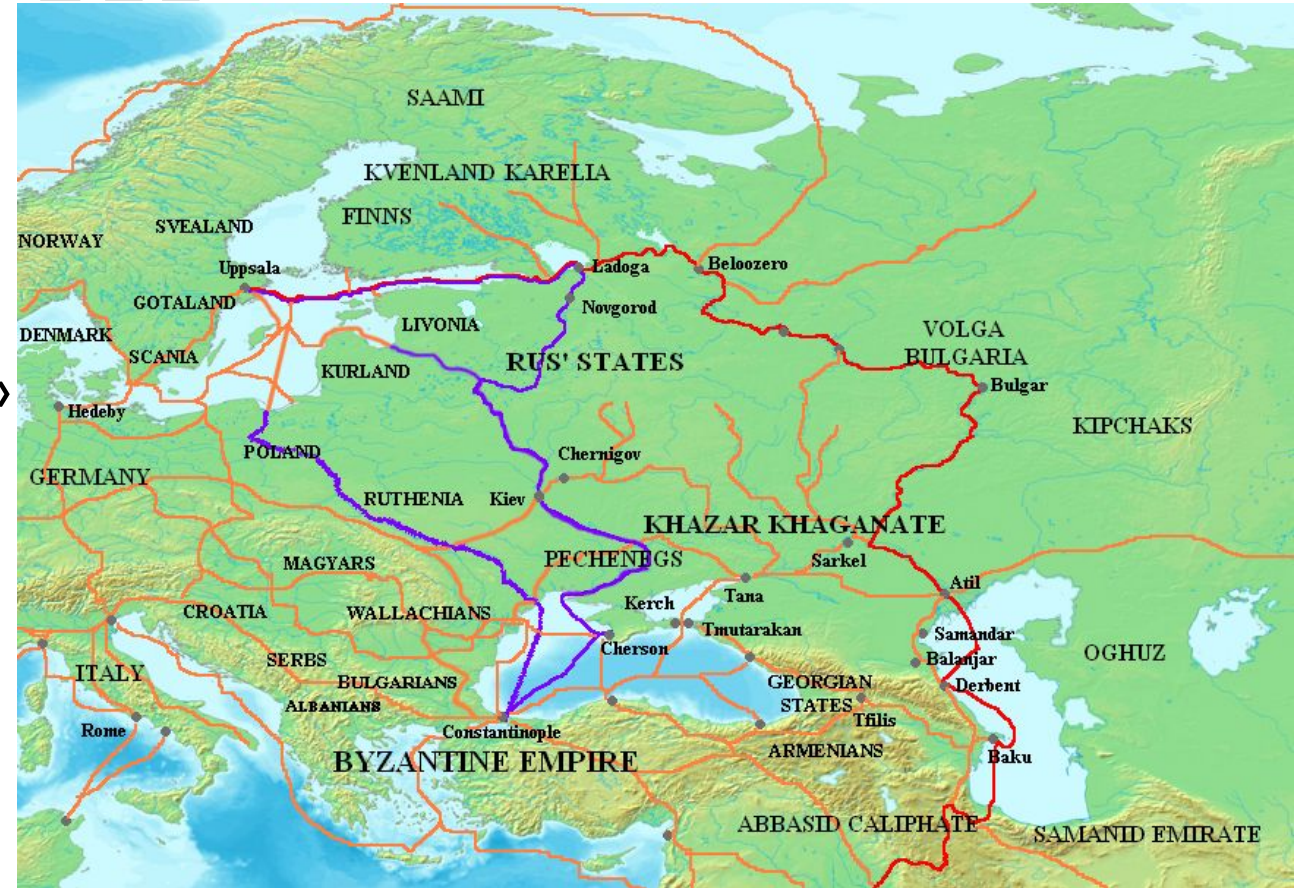 SAAMI
KVENLAND KARELIA
FINNS
SVEALAND
NORWAY
Uppsala
Ladoga
Beloozero
GOTALAND
Novgorod
LIVONIA
DENMARK
VOLGA
BULGARIA
SCANIA
RUS' STATES
KURLAND
Bulgar
Hedeby
KIPCHAKS
POLAND
Chernigov
GERMANY
RUTHENIA
Kiev
KHAZAR KHAGANATE
PECHENEGS
Sarkel
MAGYARS
Atil
Tana
CROATIA
WALLACHIANS
Kerch
Tmutarakan
Samandar
Cherson
OGHUZ
SERBS
Balanjar
ITALY
BULGARIANS
GEORGIAN
STATES
Derbent
ALBANIANS
Tfilis
Rome
Constantinople
ARMENIANS
Baku
BYZANTINE EMPIRE
ABBASID CALIPHATE
SAMANID EMIRATE